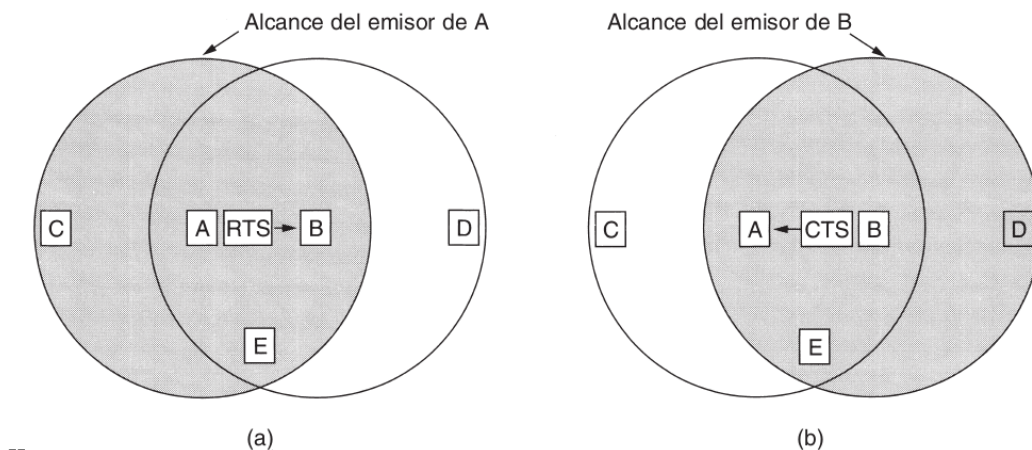 Alcance del emisor de A
Alcance del emisor de B
C
A
RTS
B
D
E
C
A
CTS
B
D
E
(a)
(b)